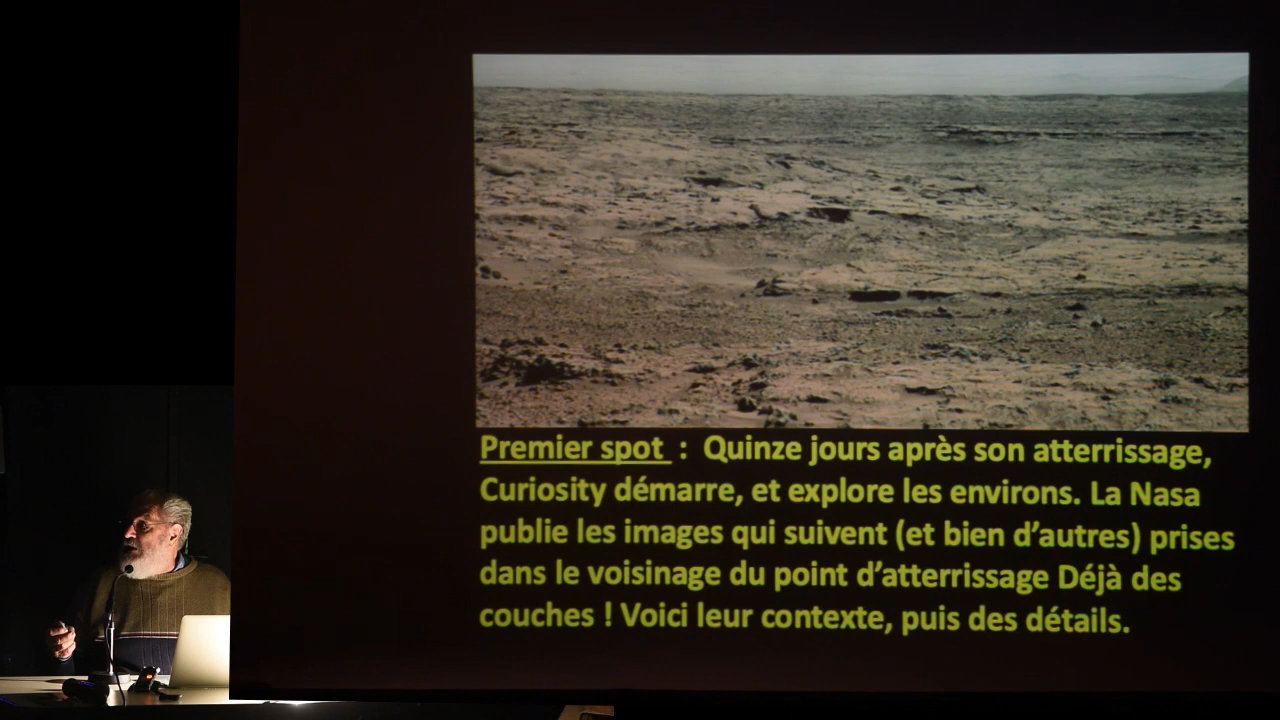 Premier spot : Quinze jours après son atterrissage,
Curiosity démarre, et explore les environs. La Nasa
publie les images qui suivent (et bien d’autres) prises
dans le voisinage du point d’atterrissage Déjà des
couches ! Voici leur contexte, puis des détails.